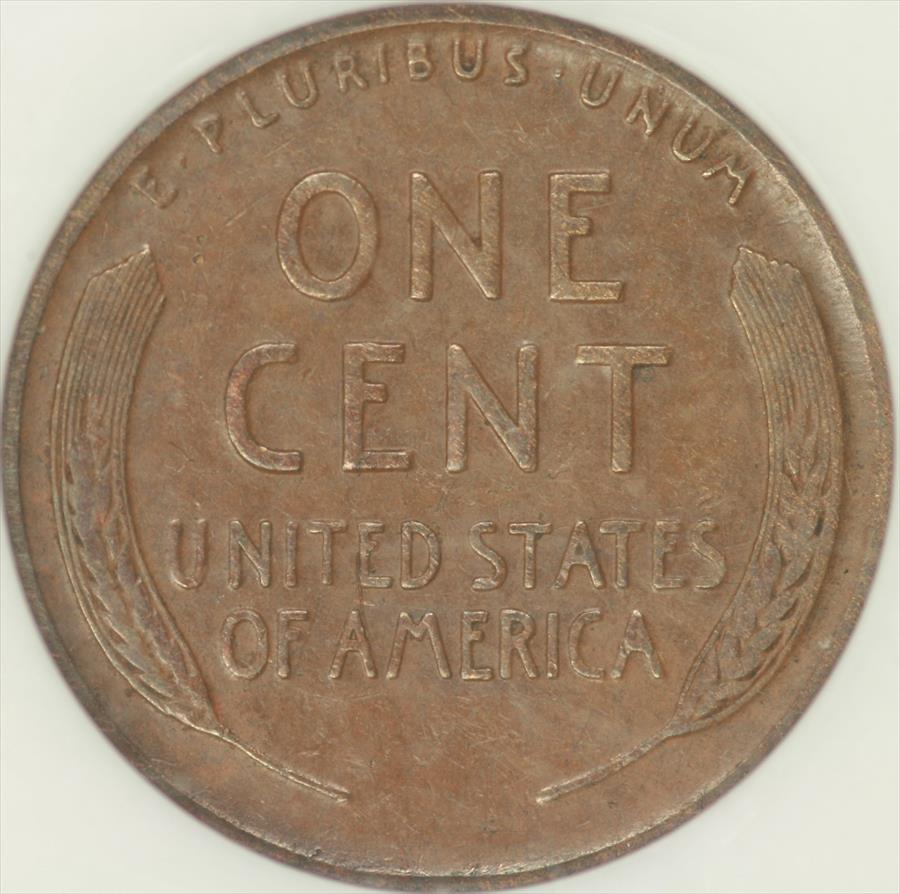 E · PLURIBUS · UNUM
ONE
CENT
UNITED STATES
OF AMERICA